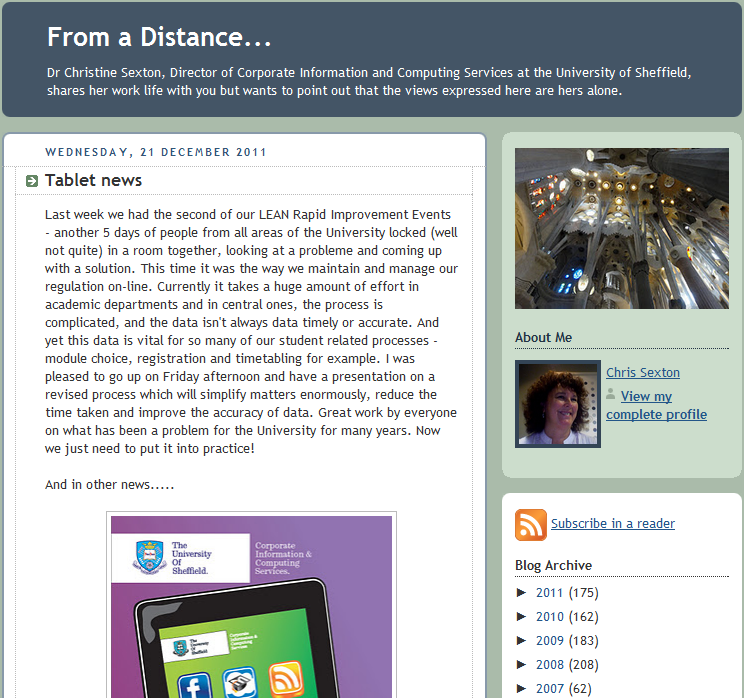 From a Distance...
Dr Christine Sexton, Director of Corporate Information and Computing Services at the University of Sheffield,
shares her work life with you but wants to point out that the views expressed here are hers alone.
WEDNESDAY, 21 DECEMBER 2011
Tablet news
Last week we had the second of our LEAN Rapid Improvement Events
- another 5 days of people from all areas of the University locked (well
not quite) in a room together, looking at a probleme and coming up
with a solution. This time it was the way we maintain and manage our
regulation on-line. Currently it takes a huge amount of effort in
academic departments and in central ones, the process is
complicated, and the data isn't always data timely or accurate. And
yet this data is vital for so many of our student related processes -
module choice, registration and timetabling for example. I was
pleased to go up on Friday afternoon and have a presentation on a
revised process which will simplify matters enormously, reduce the
time taken and improve the accuracy of data. Great work by everyone
on what has been a problem for the University for many years. Now
we just need to put it into practice!
And in other news.....
The
University
Of
Sheffield.
Corporate
Information &
Computing
Services.
The
University
Of
Sheffield.
Corporate
Information &
Computing
Services
About Me
Chris Sexton
View my
complete profile
Subscribe in a reader
Blog Archive
► 2011 (175)
► 2010 (162)
► 2009 (183)
► 2008 (208)
► 2007 (62)